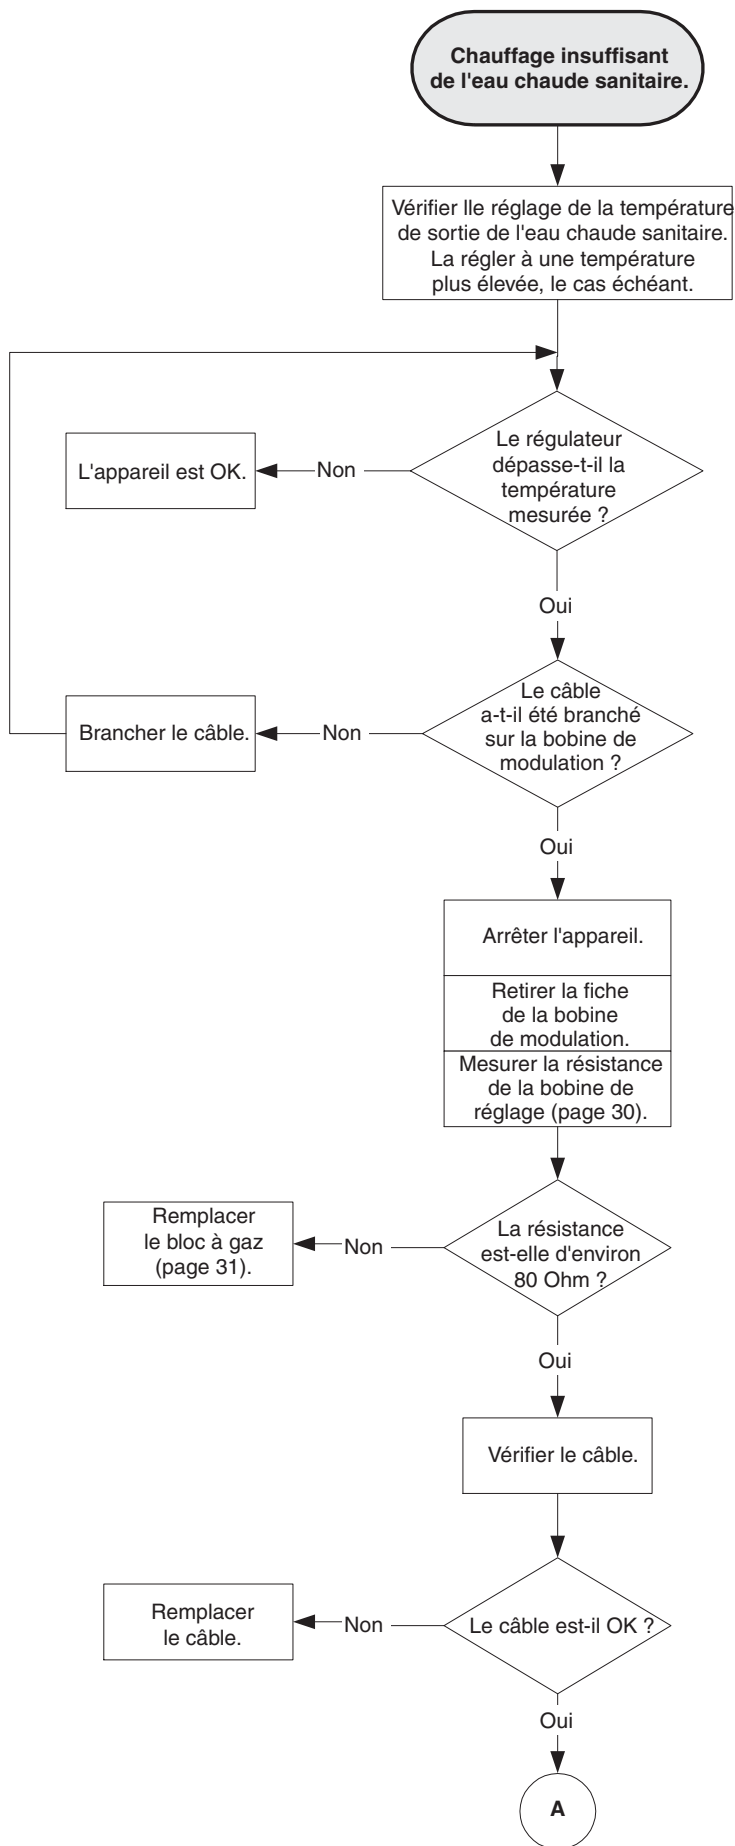 Chauffage insuffisant
de l'eau chaude sanitaire.
Vérifier lle réglage de la température
de sortie de l'eau chaude sanitaire.
La régler à une température
plus élevée, le cas échéant.
Le régulateur
dépasse-t-il la
température
mesurée ?
Non
L'appareil est OK.
Oui
Le câble
a-t-il été branché
sur la bobine de
modulation ?
Non
Brancher le câble.
Oui
Arrêter l'appareil.
Retirer la fiche
de la bobine
de modulation.
Mesurer la résistance
de la bobine de
réglage (page 30).
La résistance
est-elle d'environ
80 Ohm ?
Non
Remplacer
le bloc à gaz
(page 31).
Oui
Vérifier le câble.
Le câble est-il OK ?
Non
Remplacer
le câble.
Oui
A